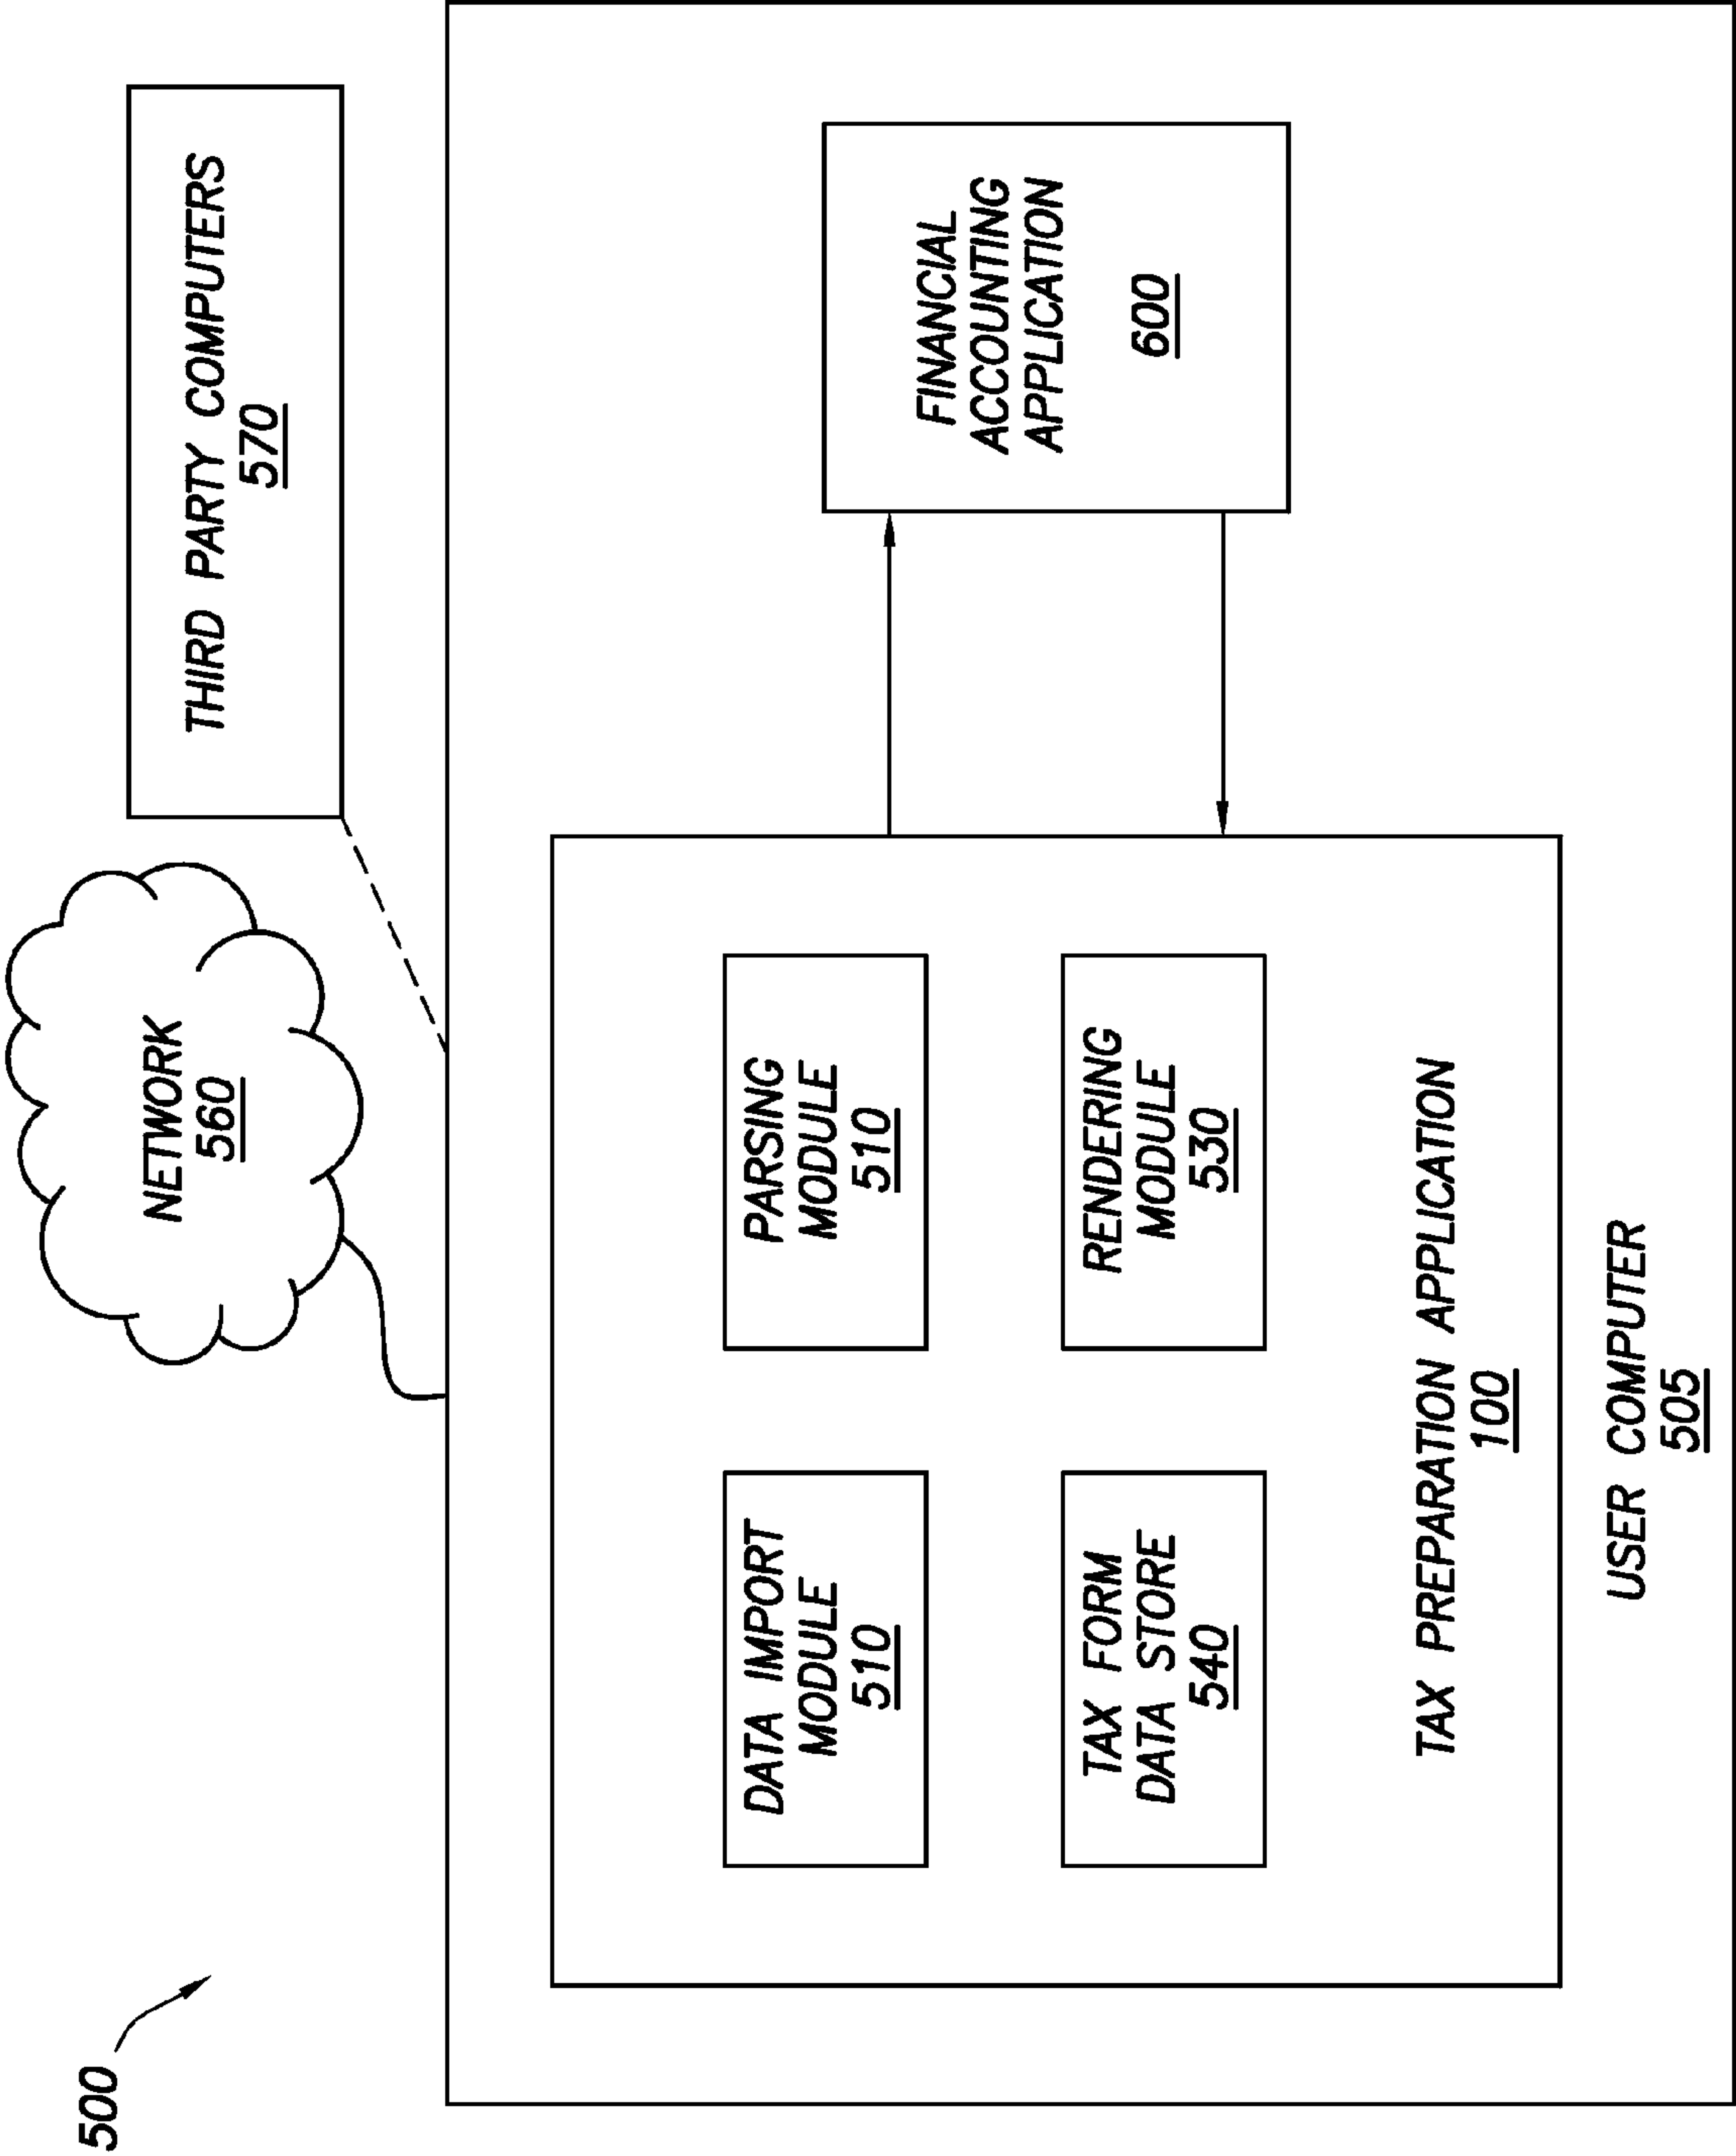 500
NETWORK
560
THIRD PARTY COMPUTERS
570
DATA IMPORT
MODULE
510
PARSING
MODULE
510
TAX FORM
DATA STORE
540
RENDERING
MODULE
530
TAX PREPARATION APPLICATION
100
FINANCIAL
ACCOUNTING
APPLICATION
600
USER COMPUTER
505